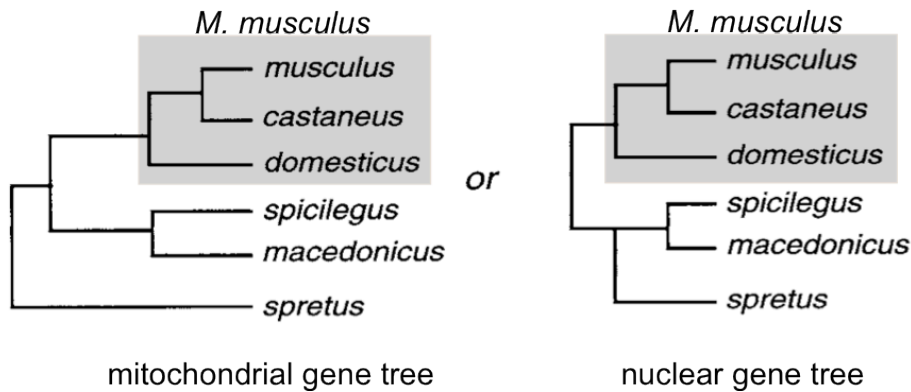 M. musculus
musculus
castaneus
domesticus
spicilegus
macedonicus
spretus
mitochondrial gene tree
or
M. musculus
musculus
castaneus
domesticus
spicilegus
macedonicus
spretus
nuclear gene tree